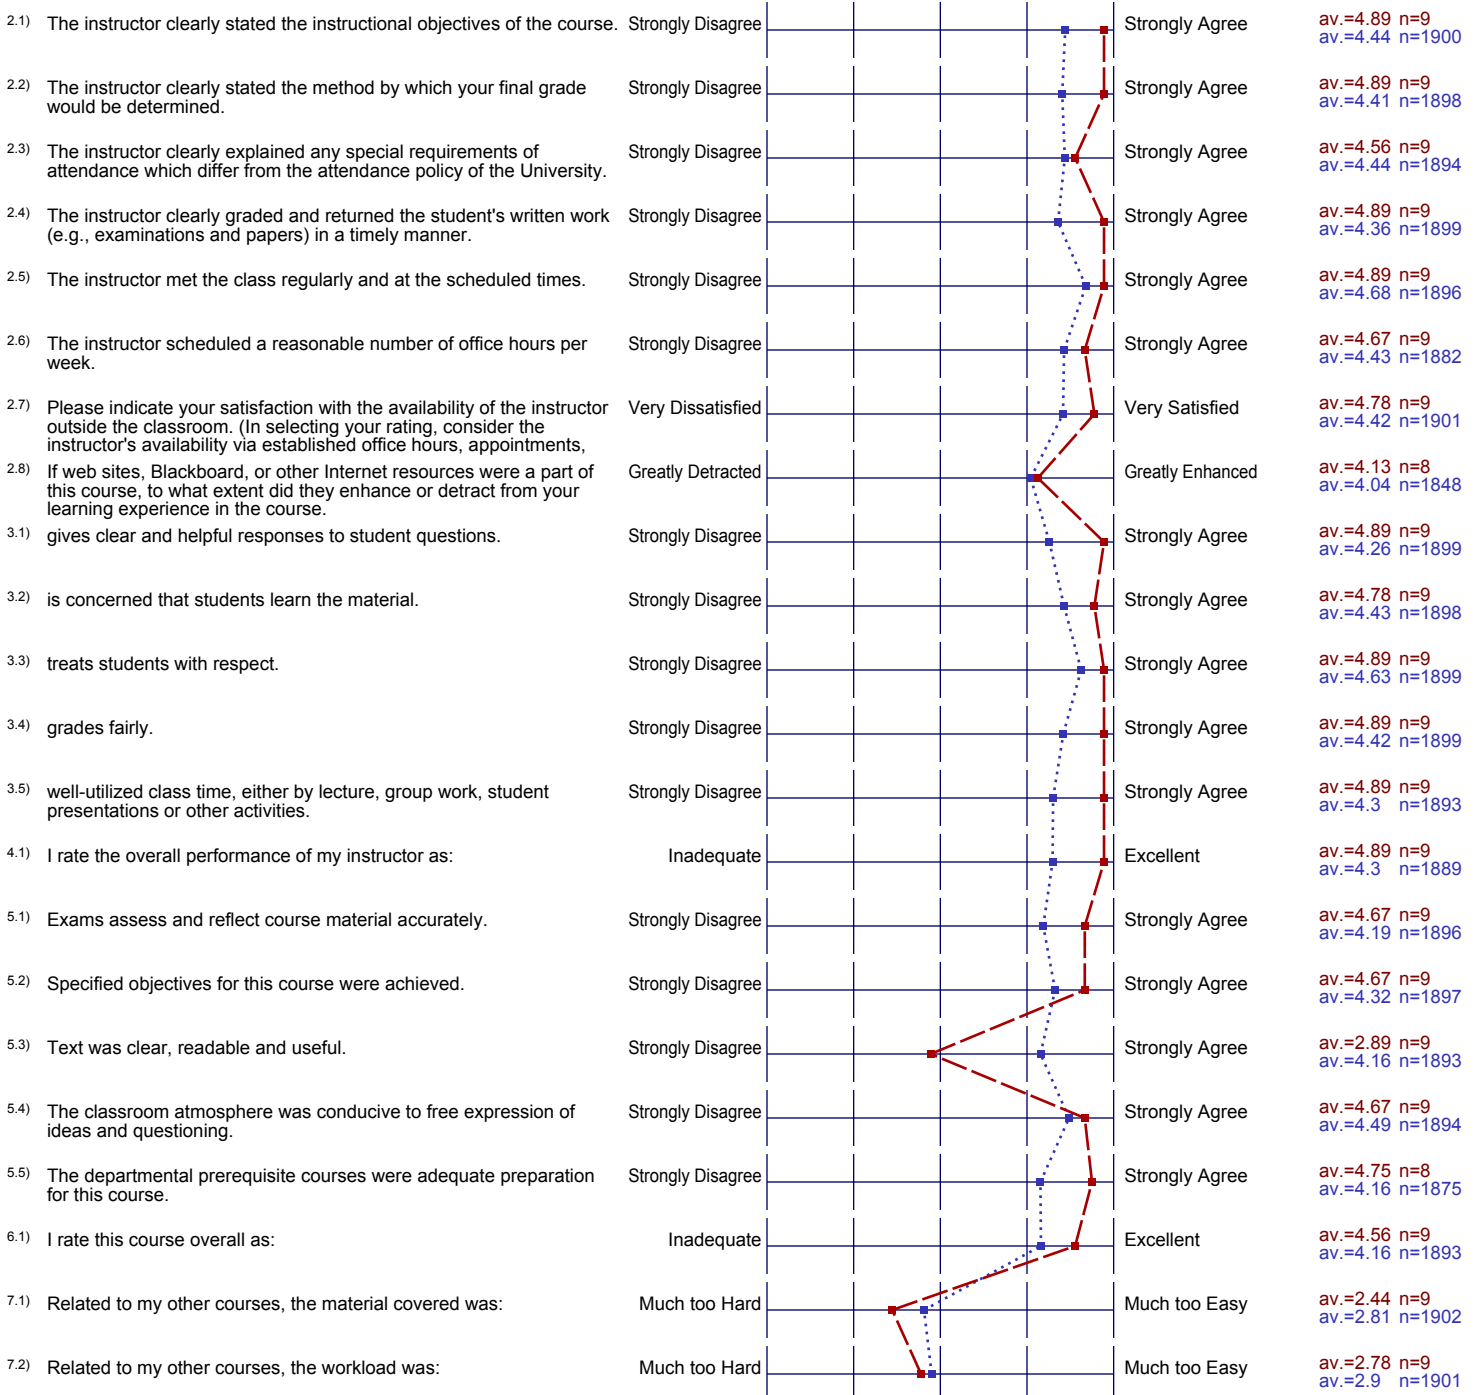 2.1) The instructor clearly stated the instructional objectives of the course. Strongly Disagree Strongly Agree av.=4.89 n=9
av.=4.44 n=1900
2.2) The instructor clearly stated the method by which your final grade Strongly Disagree Strongly Agree av.=4.89 n=9
would be determined. av.=4.41 n=1898
2.3) The instructor clearly explained any special requirements of Strongly Disagree Strongly Agree av.=4.56 n=9
attendance which differ from the attendance policy of the University. av.=4.44 n=1894
2.4) The instructor clearly graded and returned the student's written work Strongly Disagree Strongly Agree av.=4.89 n=9
(e.g., examinations and papers) in a timely manner. av.=4.36 n=1899
2.5) The instructor met the class regularly and at the scheduled times. Strongly Disagree Strongly Agree av.=4.89 n=9
av.=4.68 n=1896
2.6) The instructor scheduled a reasonable number of office hours per Strongly Disagree Strongly Agree av.=4.67 n=9
week. av.=4.43 n=1882
2.7) Please indicate your satisfaction with the availability of the instructor Very Dissatisfied Very Satisfied av.=4.78 n=9
outside the classroom. (In selecting your rating, consider the av.=4.42 n=1901
instructor's availability via established office hours, appointments,
2.8) If web sites, Blackboard, or other Internet resources were a part of Greatly Detracted Greatly Enhanced av.=4.13 n=8
this course, to what extent did they enhance or detract from your av.=4.04 n=1848
learning experience in the course.
3.1) gives clear and helpful responses to student questions. Strongly Disagree Strongly Agree av.=4.89 n=9
av.=4.26 n=1899
3.2) is concerned that students learn the material. Strongly Disagree Strongly Agree av.=4.78 n=9
av.=4.43 n=1898
3.3) treats students with respect. Strongly Disagree Strongly Agree av.=4.89 n=9
av.=4.63 n=1899
3.4) grades fairly. Strongly Disagree Strongly Agree av.=4.89 n=9
av.=4.42 n=1899
3.5) well-utilized class time, either by lecture, group work, student Strongly Disagree Strongly Agree av.=4.89 n=9
presentations or other activities. av.=4.3 n=1893
4.1) I rate the overall performance of my instructor as: Inadequate Excellent av.=4.89 n=9
av.=4.3 n=1889
5.1) Exams assess and reflect course material accurately. Strongly Disagree Strongly Agree av.=4.67 n=9
av.=4.19 n=1896
5.2) Specified objectives for this course were achieved. Strongly Disagree Strongly Agree av.=4.67 n=9
av.=4.32 n=1897
5.3) Text was clear, readable and useful. Strongly Disagree Strongly Agree av.=2.89 n=9
av.=4.16 n=1893
5.4) The classroom atmosphere was conducive to free expression of Strongly Disagree Strongly Agree av.=4.67 n=9
ideas and questioning. av.=4.49 n=1894
5.5) The departmental prerequisite courses were adequate preparation Strongly Disagree Strongly Agree av.=4.75 n=8
for this course. av.=4.16 n=1875
6.1) I rate this course overall as: Inadequate Excellent av.=4.56 n=9
av.=4.16 n=1893
7.1) Related to my other courses, the material covered was: Much too Hard Much too Easy av.=2.44 n=9
av.=2.81 n=1902
7.2) Related to my other courses, the workload was: Much too Hard Much too Easy av.=2.78 n=9
av.=2.9 n=1901